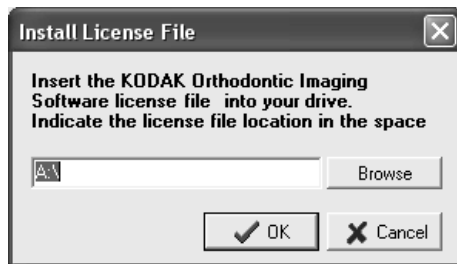 Install License File
Insert the KODAK Orthodontic Imaging
Software license file into your drive.
Indicate the license file location in the space
A:\
Browse
OK
Cancel